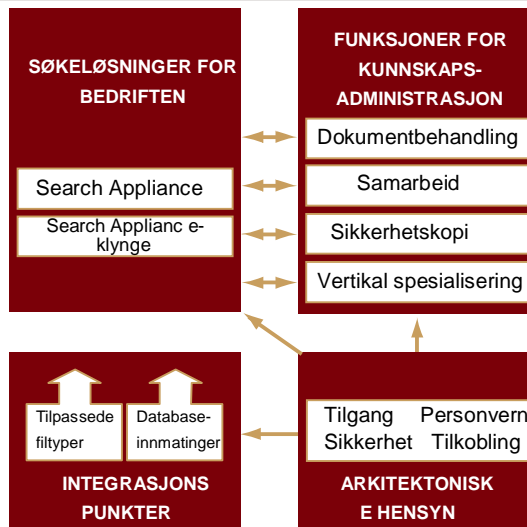 SØKELØSNINGER FOR
BEDRIFTEN
Search Appliance
Search Applianc e-
klynge
FUNKSJONER FOR
KUNNSKAPS-
ADMINISTRASJON
Dokumentbehandling
Samarbeid
Sikkerhetskopi
Vertikal spesialisering
Tilpassede
filtyper
Database-
innmatinger
INTEGRASJONS
PUNKTER
Tilgang Personvern
Sikkerhet Tilkobling
ARKITEKTONISK
E HENSYN